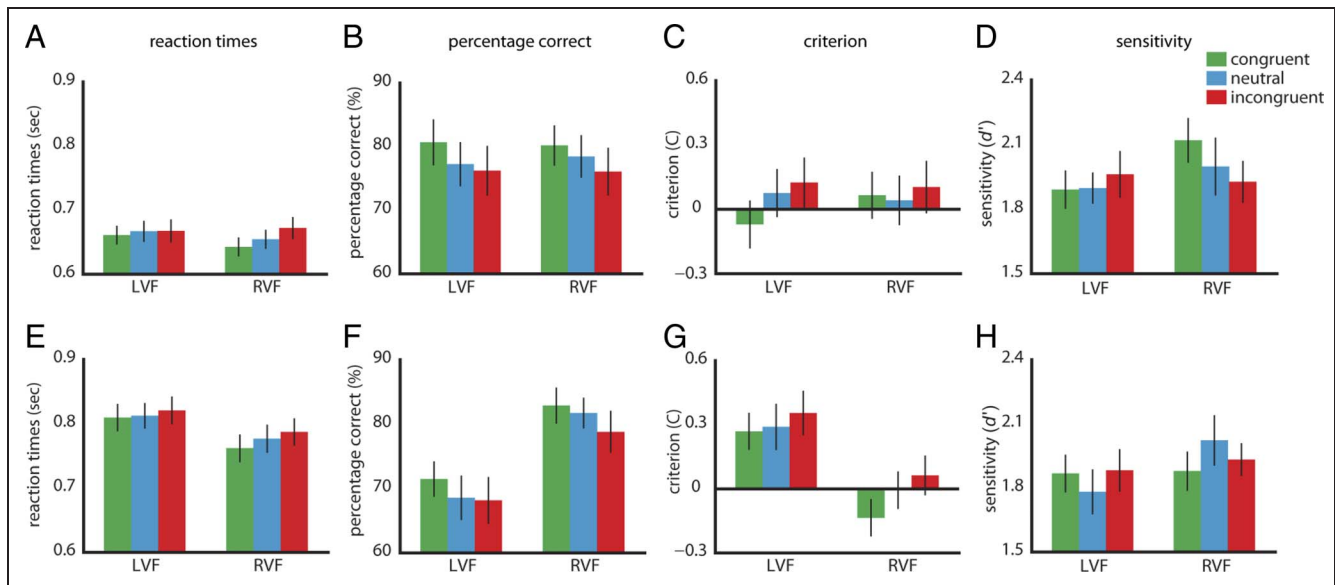 A
reaction times
reaction times (sec)
0.9
0.8
0.7
0.6
LVF
RVF
B
percentage correct
percentage correct (%)
90
80
70
60
LVF
RVF
C
criterion
criterion (C)
0.6
0.3
0
−0.3
LVF
RVF
D
sensitivity
sensitivity (d')
2.4
2.1
1.8
1.5
LVF
RVF
congruent
neutral
incongruent
E
reaction times (sec)
0.9
0.8
0.7
0.6
LVF
RVF
F
percentage correct (%)
90
80
70
60
LVF
RVF
G
criterion (C)
0.6
0.3
0
−0.3
LVF
RVF
H
sensitivity (d')
2.4
2.1
1.8
1.5
LVF
RVF